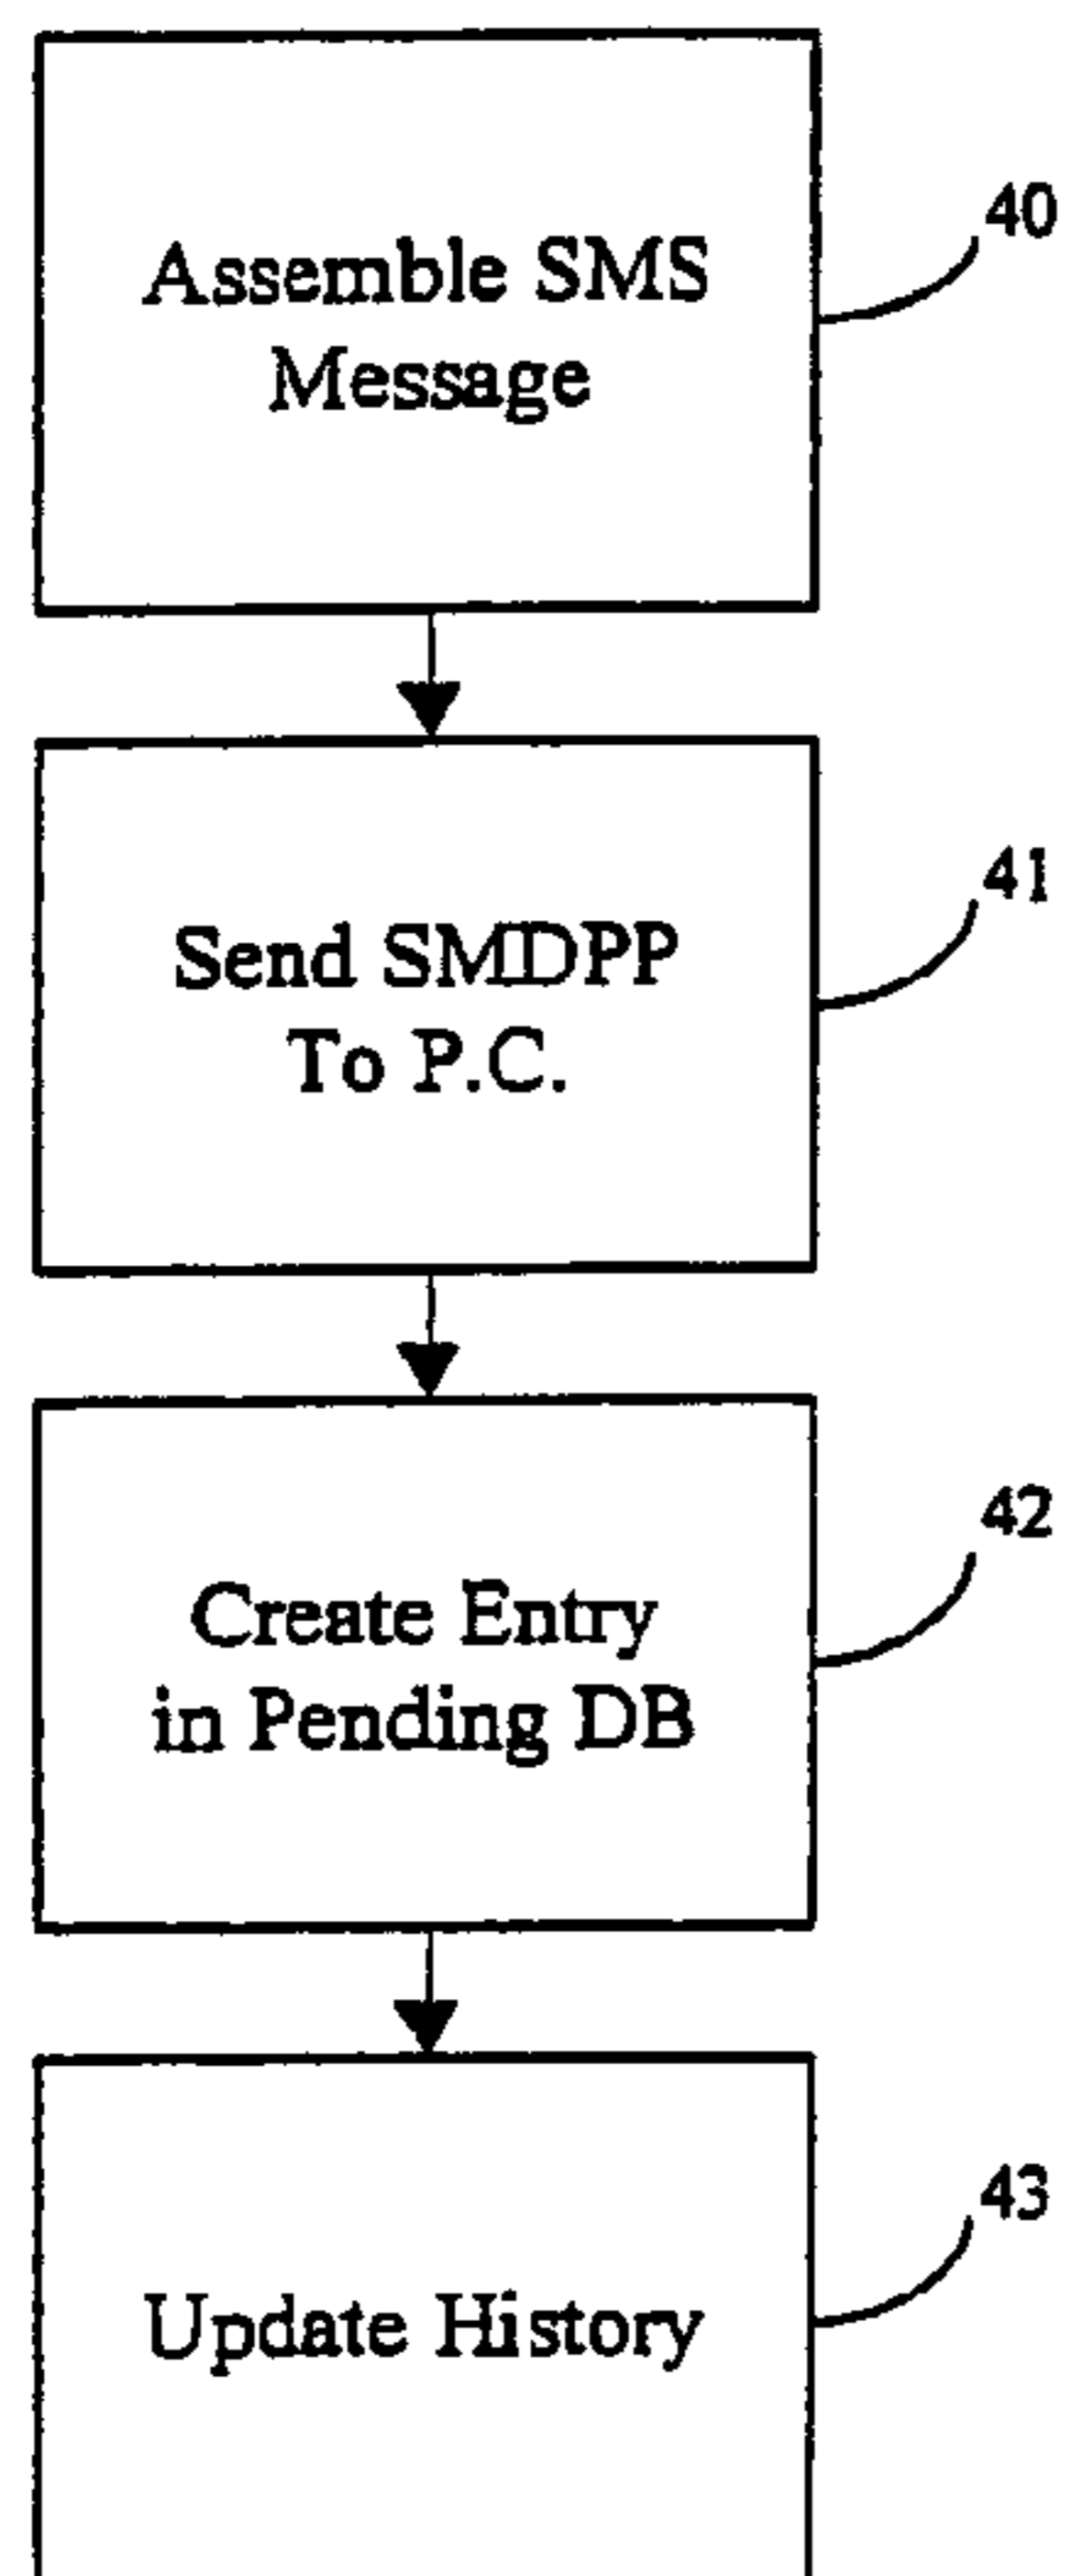 Assemble SMS
Message
40
Send SMDPP
To P.C.
41
Create Entry
in Pending DB
42
Update History
43